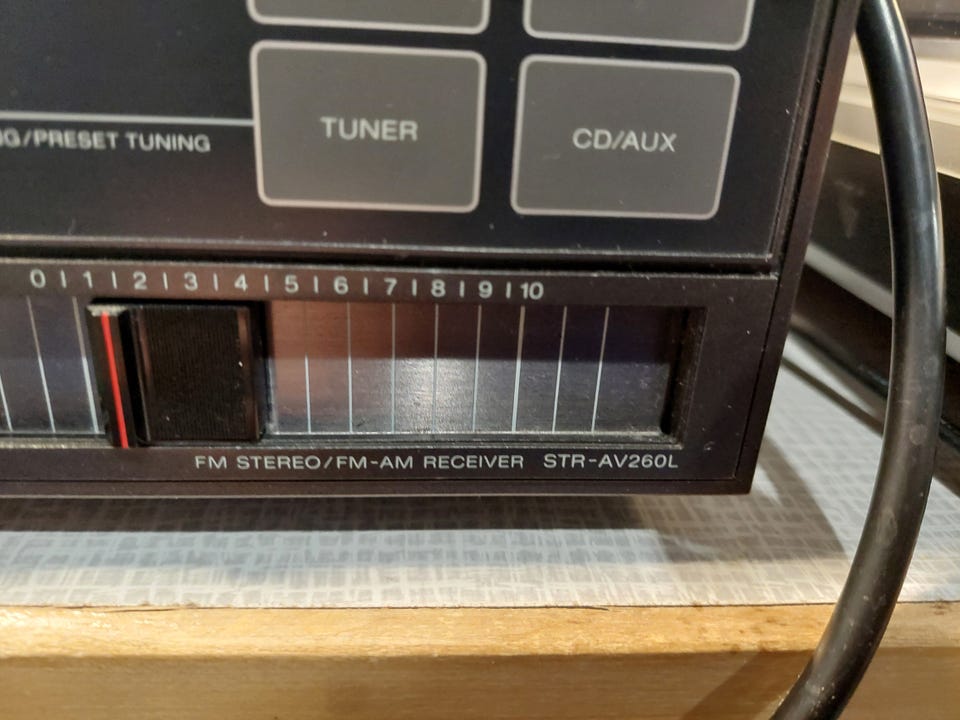 TUNER
CD/AUX
G/PRESET TUNING
0 | 1 | 2 | 3 | 4 | 5 | 6 | 7 | 8 | 9 | 10
FM STEREO/FM-AM RECEIVER STR-AV260L